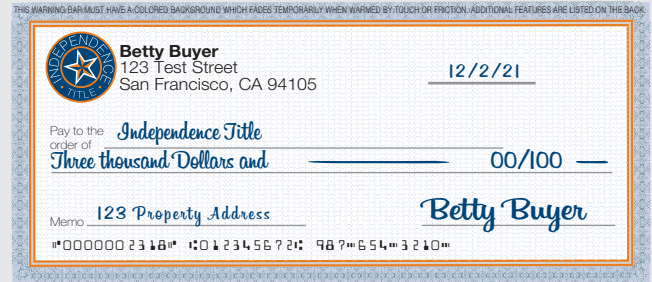 THIS WARNING BAR MUST HAVE A COLORED BACKGROUND WHICH FADES TEMPORARILY WHEN WARMED BY TOUCH OR FRICTION. ADDITIONAL FEATURES ARE LISTED ON THE BACK.
INDEPENDENCE
TITLE
Betty Buyer
123 Test Street
San Francisco, CA 94105
12/2/21
Pay to the
order of
Independence Title
Three thousand Dollars and 00/100
Memo 123 Property Address
Betty Buyer
⑈000000 2318⑈ ⑆012345672⑆ 987⑉654⑉3210⑉